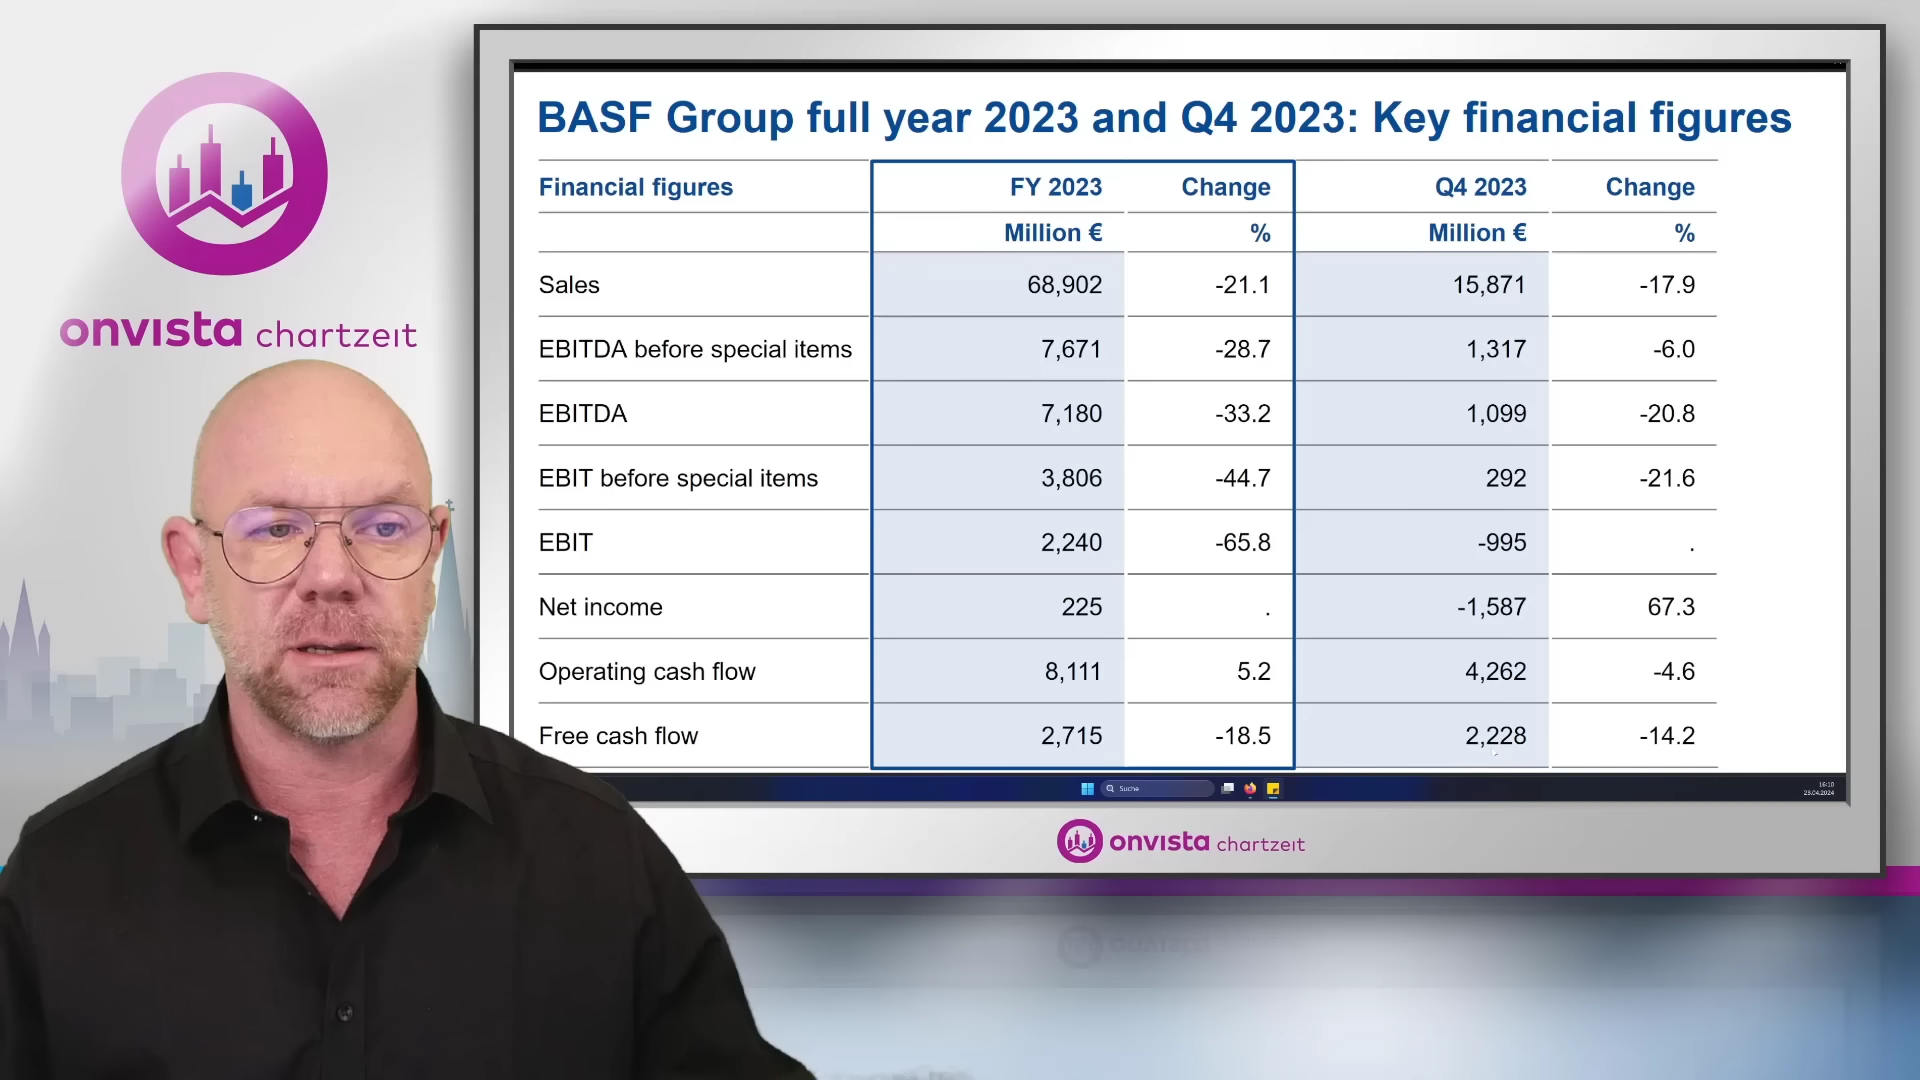 onvista chartzeit
BASF Group full year 2023 and Q4 2023: Key financial figures
Financial figures FY 2023 Change Q4 2023 Change
Million € % Million € %
Sales 68,902 -21.1 15,871 -17.9
EBITDA before special items 7,671 -28.7 1,317 -6.0
EBITDA 7,180 -33.2 1,099 -20.8
EBIT before special items 3,806 -44.7 292 -21.6
EBIT 2,240 -65.8 -995 .
Net income 225 . -1,587 67.3
Operating cash flow 8,111 5.2 4,262 -4.6
Free cash flow 2,715 -18.5 2,228 -14.2
Suche
16:10
23.04.2024
onvista chartzeit